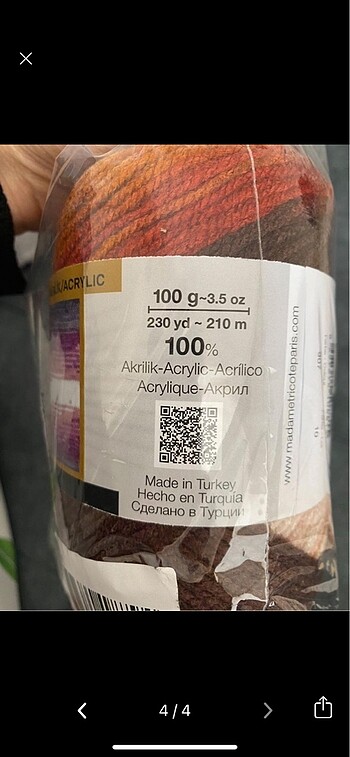 100 g~3.5 oz
230 yd ~ 210 m
100%
Akrilik-Acrylic-Acrílico
Acrylique-Акрил
Made in Turkey
Hecho en Turquía
Сделано в Турции
www.madametricoteparis.com
4/4